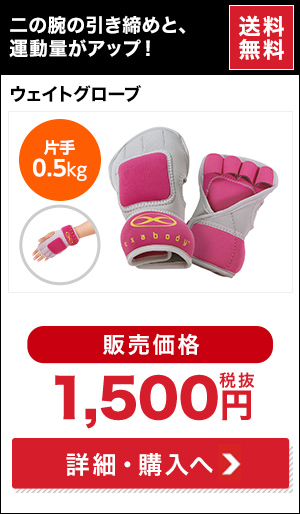 二の腕の引き締めと、
運動量がアップ！
送料
無料
ウェイトグローブ
片手
0.5kg
exabody
販売価格
1,500円
税抜
詳細・購入へ